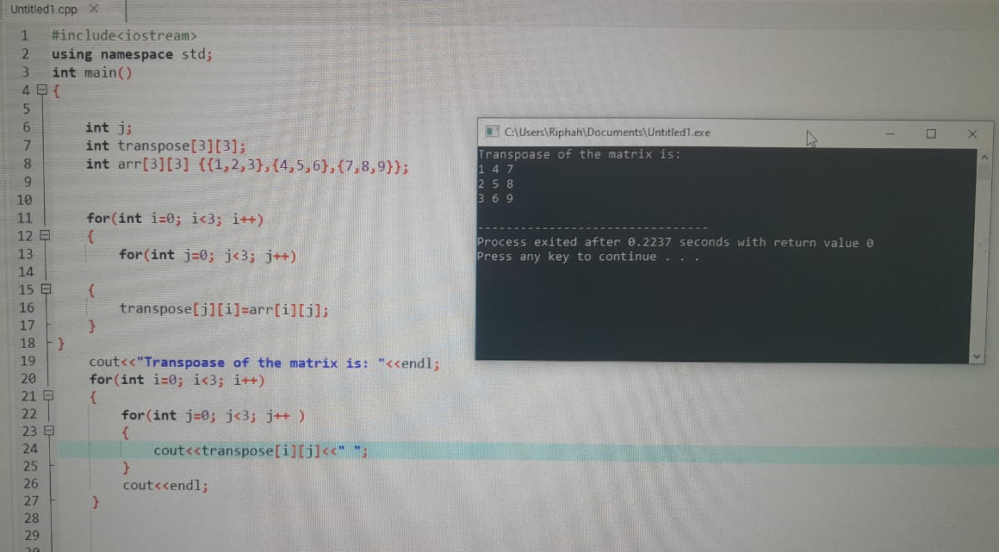 Untitled1.cpp
1 #include<iostream>
2 using namespace std;
3 int main()
4 {
5
6 int j;
7 int transpose[3][3];
8 int arr[3][3] {{1,2,3},{4,5,6},{7,8,9}};
9
10
11 for(int i=0; i<3; i++)
12 {
13 for(int j=0; j<3; j++)
14
15 {
16 transpose[j][i]=arr[i][j];
17 }
18 }
19 cout<<"Transpoase of the matrix is: "<<endl;
20 for(int i=0; i<3; i++)
21 {
22 for(int j=0; j<3; j++ )
23 {
24 cout<<transpose[i][j]<<" ";
25 }
26 cout<<endl;
27 }
28
29
C:\Users\Riphah\Documents\Untitled1.exe
Transpoase of the matrix is:
1 4 7
2 5 8
3 6 9
--------------------------------
Process exited after 0.2237 seconds with return value 0
Press any key to continue . . .